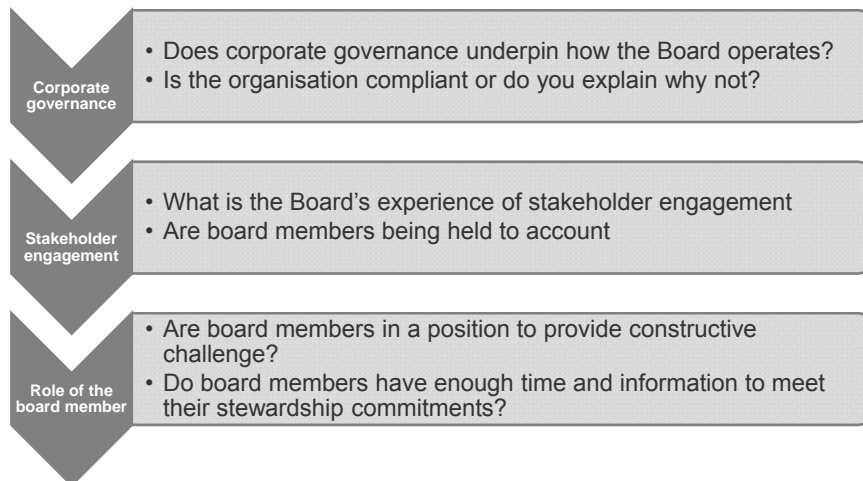 Corporate
governance
• Does corporate governance underpin how the Board operates?
• Is the organisation compliant or do you explain why not?
Stakeholder
engagement
• What is the Board's experience of stakeholder engagement
• Are board members being held to account
Role of the
board member
• Are board members in a position to provide constructive
challenge?
• Do board members have enough time and information to meet
their stewardship commitments?